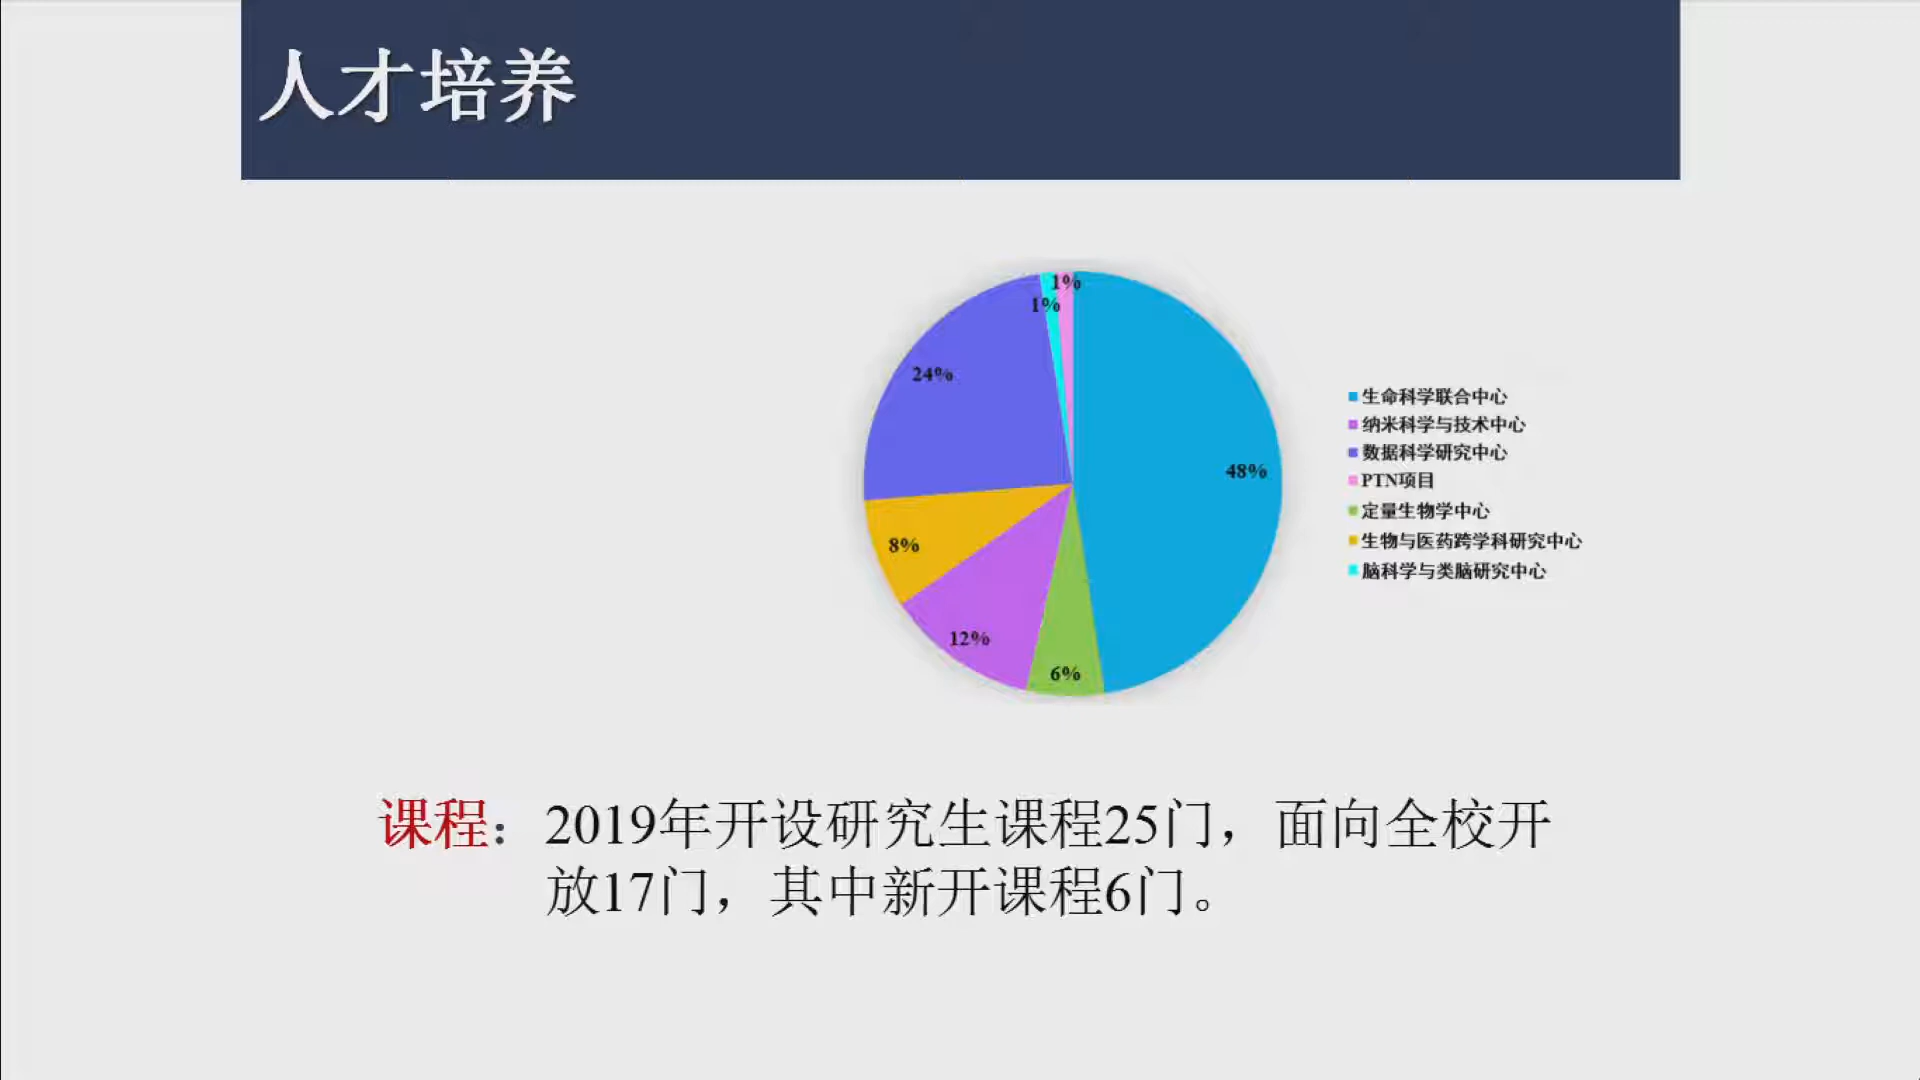 人才培养
1%
1%
24%
48%
8%
12%
6%
生命科学联合中心
纳米科学与技术中心
数据科学研究中心
PTN项目
定量生物学中心
生物与医药跨学科研究中心
脑科学与类脑研究中心
课程：2019年开设研究生课程25门，面向全校开
放17门，其中新开课程6门。